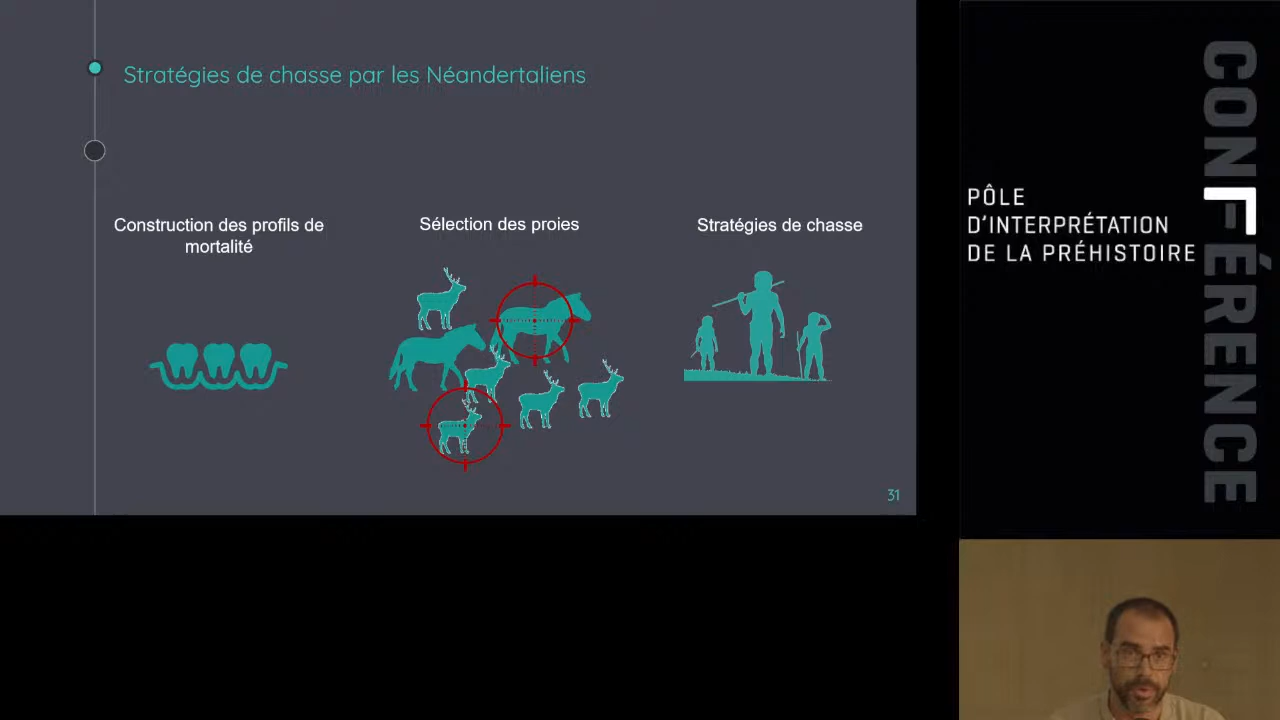 Stratégies de chasse par les Néandertaliens
Construction des profils de
mortalité
Sélection des proies
Stratégies de chasse
31
PÔLE
D'INTERPRÉTATION
DE LA PRÉHISTOIRE
CONFÉRENCE